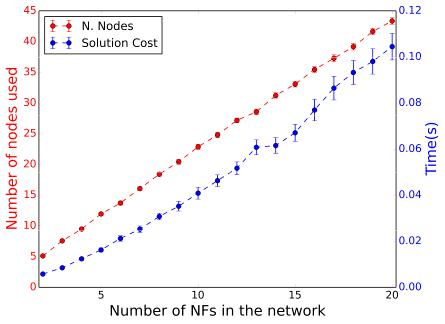 45
40
35
30
25
20
15
10
5
0
Number of nodes used
N. Nodes
Solution Cost
0.12
0.10
0.08
0.06
0.04
0.02
0.00
Time(s)
5 10 15 20
Number of NFs in the network